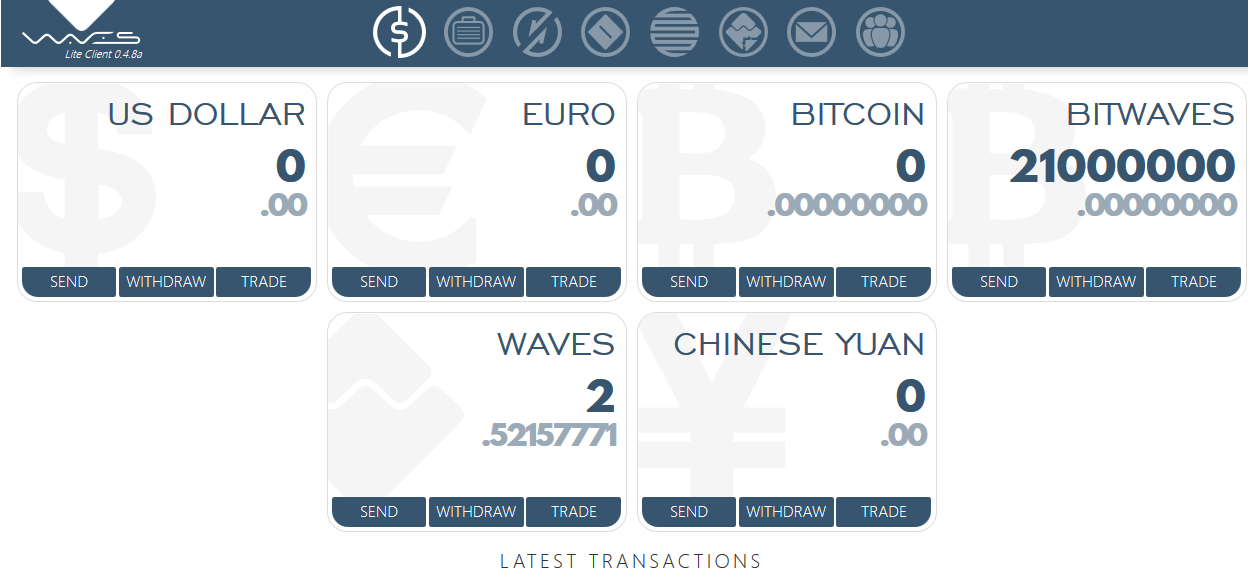 WAVES
Lite Client 0.4.8a
US DOLLAR
0
.00
SEND WITHDRAW TRADE
EURO
0
.00
SEND WITHDRAW TRADE
BITCOIN
0
.00000000
SEND WITHDRAW TRADE
BITWAVES
21000000
.00000000
SEND WITHDRAW TRADE
WAVES
2
.52157771
SEND WITHDRAW TRADE
CHINESE YUAN
0
.00
SEND WITHDRAW TRADE
LATEST TRANSACTIONS